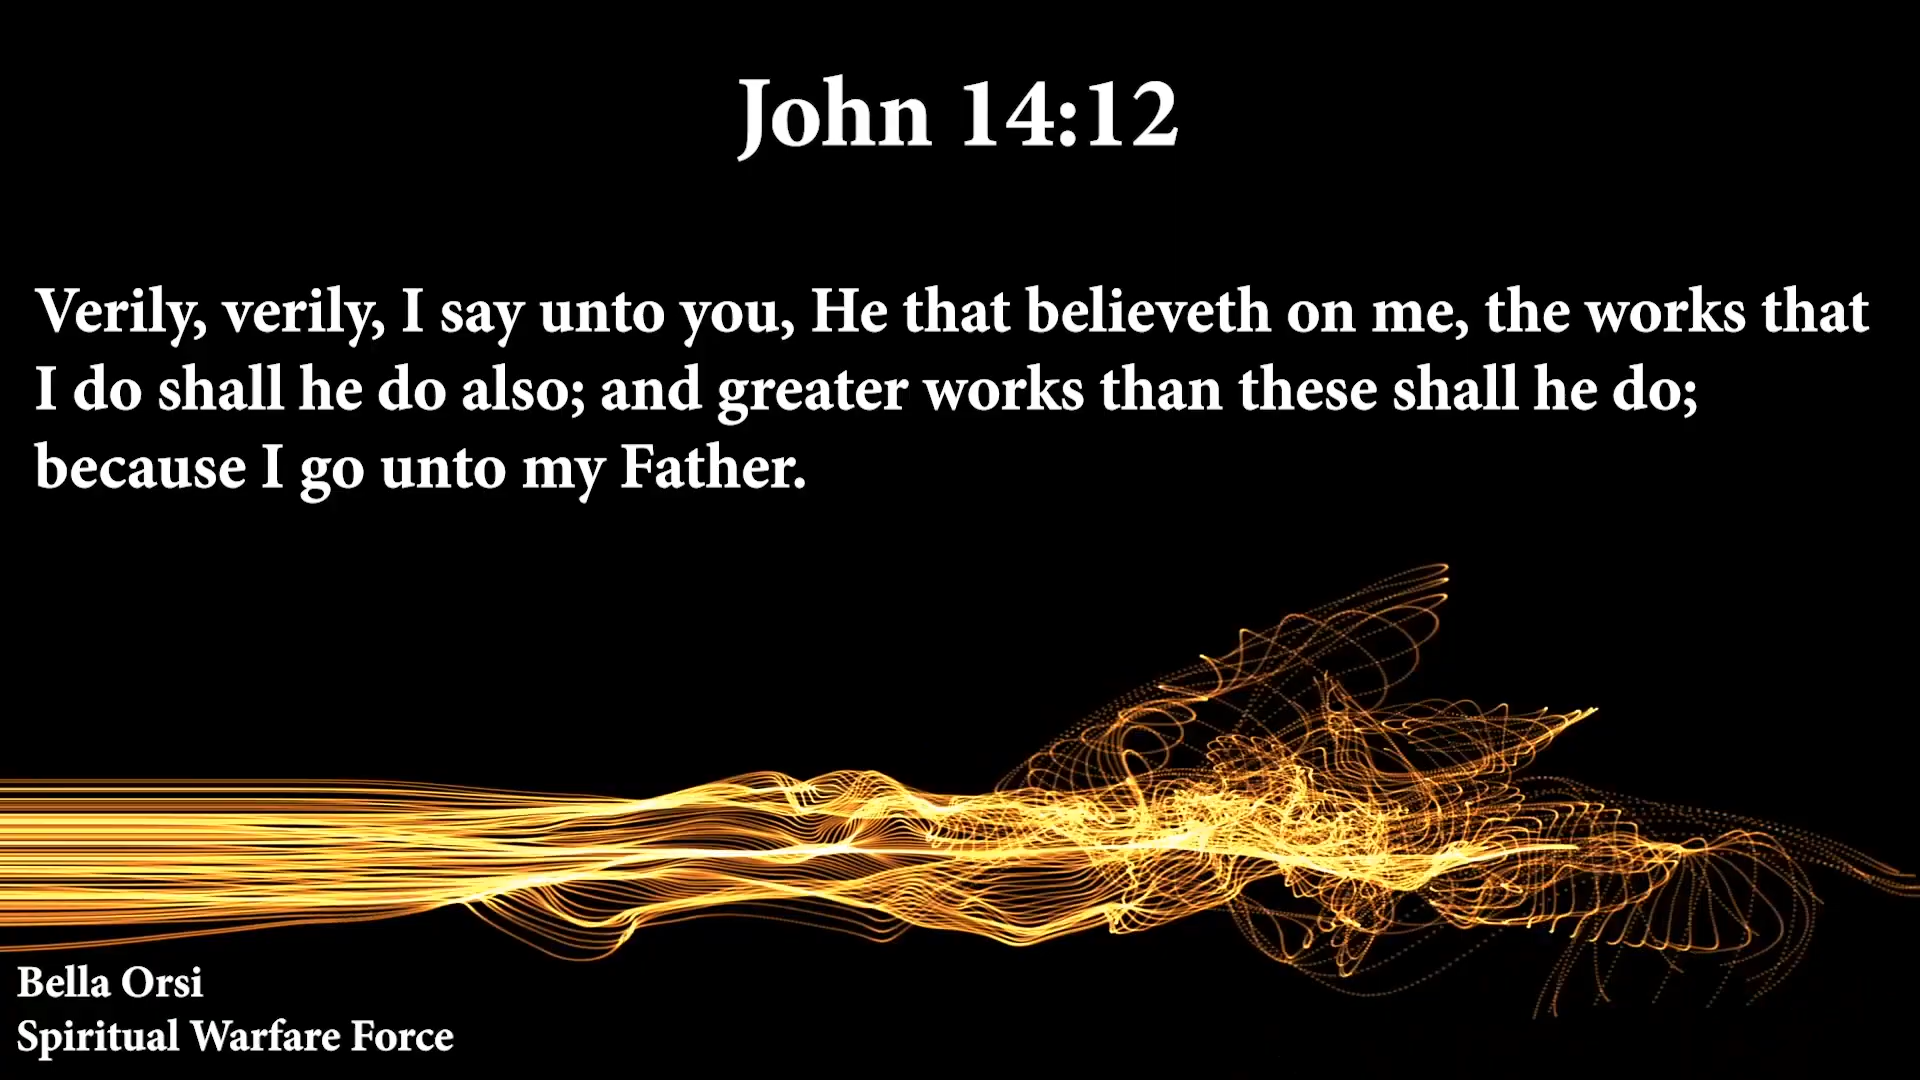 John 14:12
Verily, verily, I say unto you, He that believeth on me, the works that
I do shall he do also; and greater works than these shall he do;
because I go unto my Father.
Bella Orsi
Spiritual Warfare Force